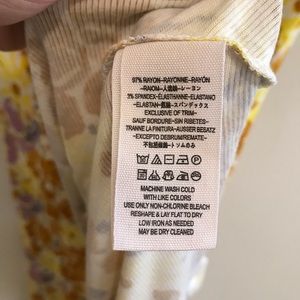 97% RAYON-RAYONNE-RAYÓN
-RAIOM-人造絲-レーヨン
3% SPANDEX-ÉLASTHANNE-ELASTANO
-ELASTAN-氨綸-スパンデックス
EXCLUSIVE OF TRIM-
SAUF BORDURE-SIN RIBETES-
TRANNE LA FINITURA-AUSSER BESATZ
-EXCEPTO DEBRUM/REMATE-
不包括飾物-トリムのみ
MACHINE WASH COLD
WITH LIKE COLORS
USE ONLY NON-CHLORINE BLEACH
RESHAPE & LAY FLAT TO DRY
LOW IRON AS NEEDED
MAY BE DRY CLEANED